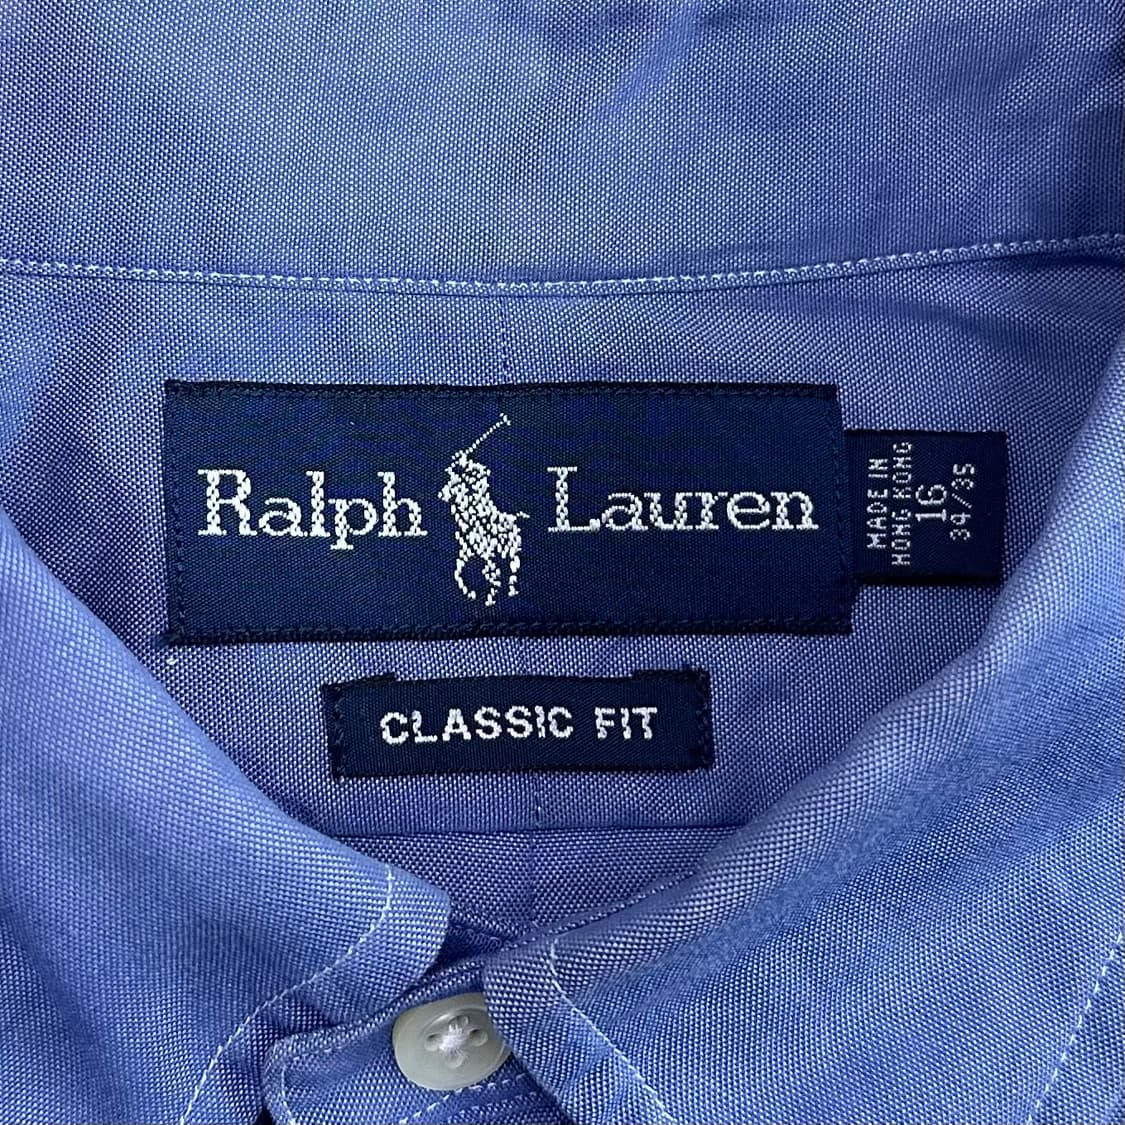 Ralph Lauren
CLASSIC FIT
MADE IN
HONG KONG
16
34/35